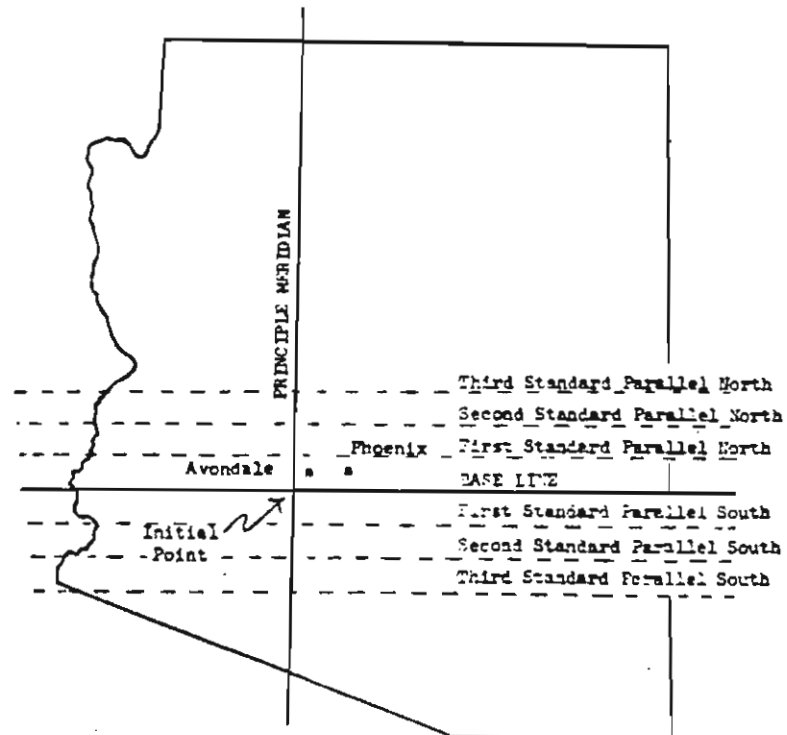 PRINCIPLE MERIDIAN
Third Standard Parallel North
Second Standard Parallel North
Phoenix First Standard Parallel North
Avondale
BASE LINE
First Standard Parallel South
Initial
Point
Second Standard Parallel South
Third Standard Parallel South